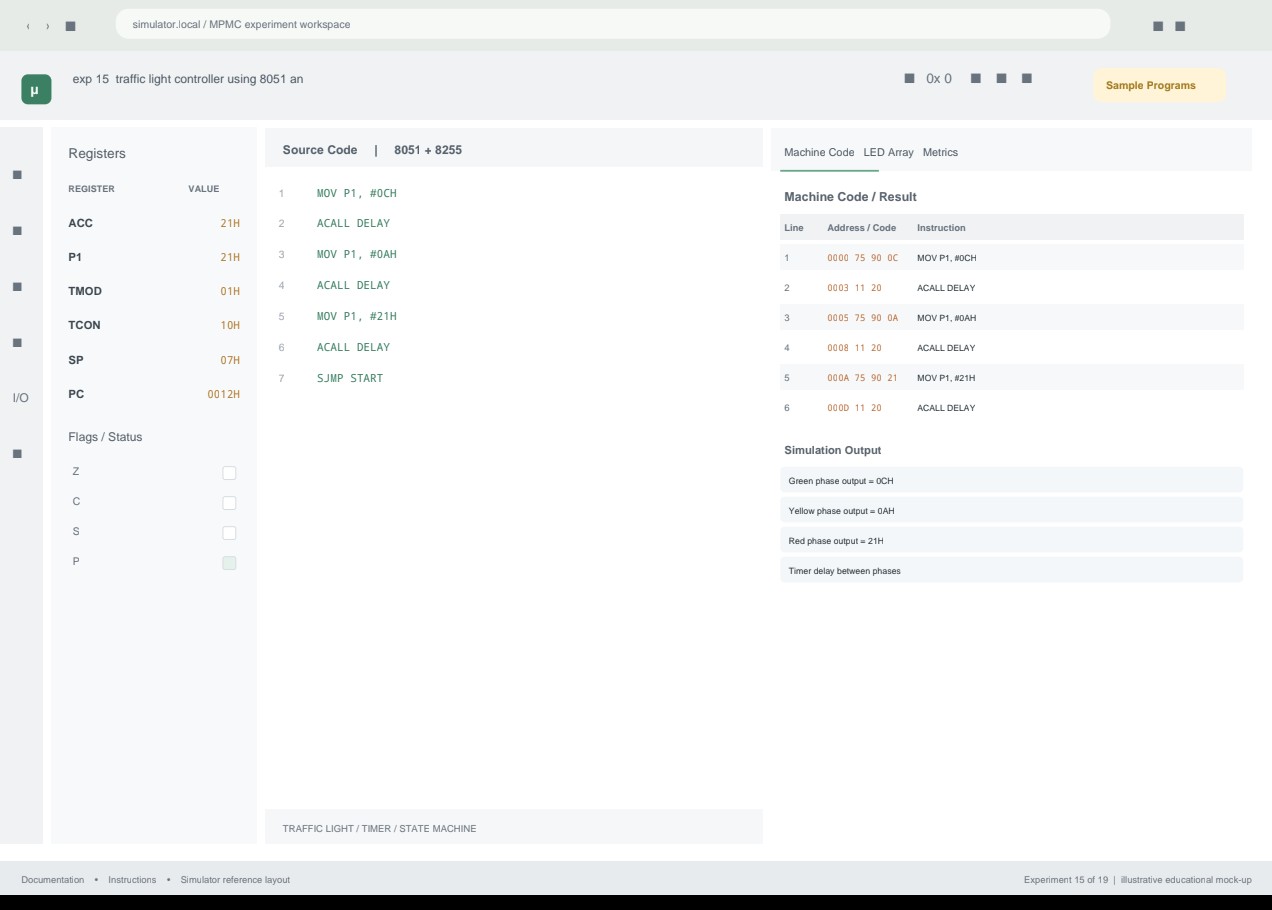 ‹ › ■ simulator.local / MPMC experiment workspace ■ ■
µ exp 15 traffic light controller using 8051 an ■ 0x 0 ■ ■ ■ Sample Programs
I/O
Registers
REGISTER VALUE
ACC 21H
P1 21H
TMOD 01H
TCON 10H
SP 07H
PC 0012H
Flags / Status
Z
C
S
P
Source Code | 8051 + 8255
1 MOV P1, #0CH
2 ACALL DELAY
3 MOV P1, #0AH
4 ACALL DELAY
5 MOV P1, #21H
6 ACALL DELAY
7 SJMP START
TRAFFIC LIGHT / TIMER / STATE MACHINE
Machine Code LED Array Metrics
Machine Code / Result
Line Address / Code Instruction
1 0000 75 90 0C MOV P1, #0CH
2 0003 11 20 ACALL DELAY
3 0005 75 90 0A MOV P1, #0AH
4 0008 11 20 ACALL DELAY
5 000A 75 90 21 MOV P1, #21H
6 000D 11 20 ACALL DELAY
Simulation Output
Green phase output = 0CH
Yellow phase output = 0AH
Red phase output = 21H
Timer delay between phases
Documentation • Instructions • Simulator reference layout
Experiment 15 of 19 | illustrative educational mock-up